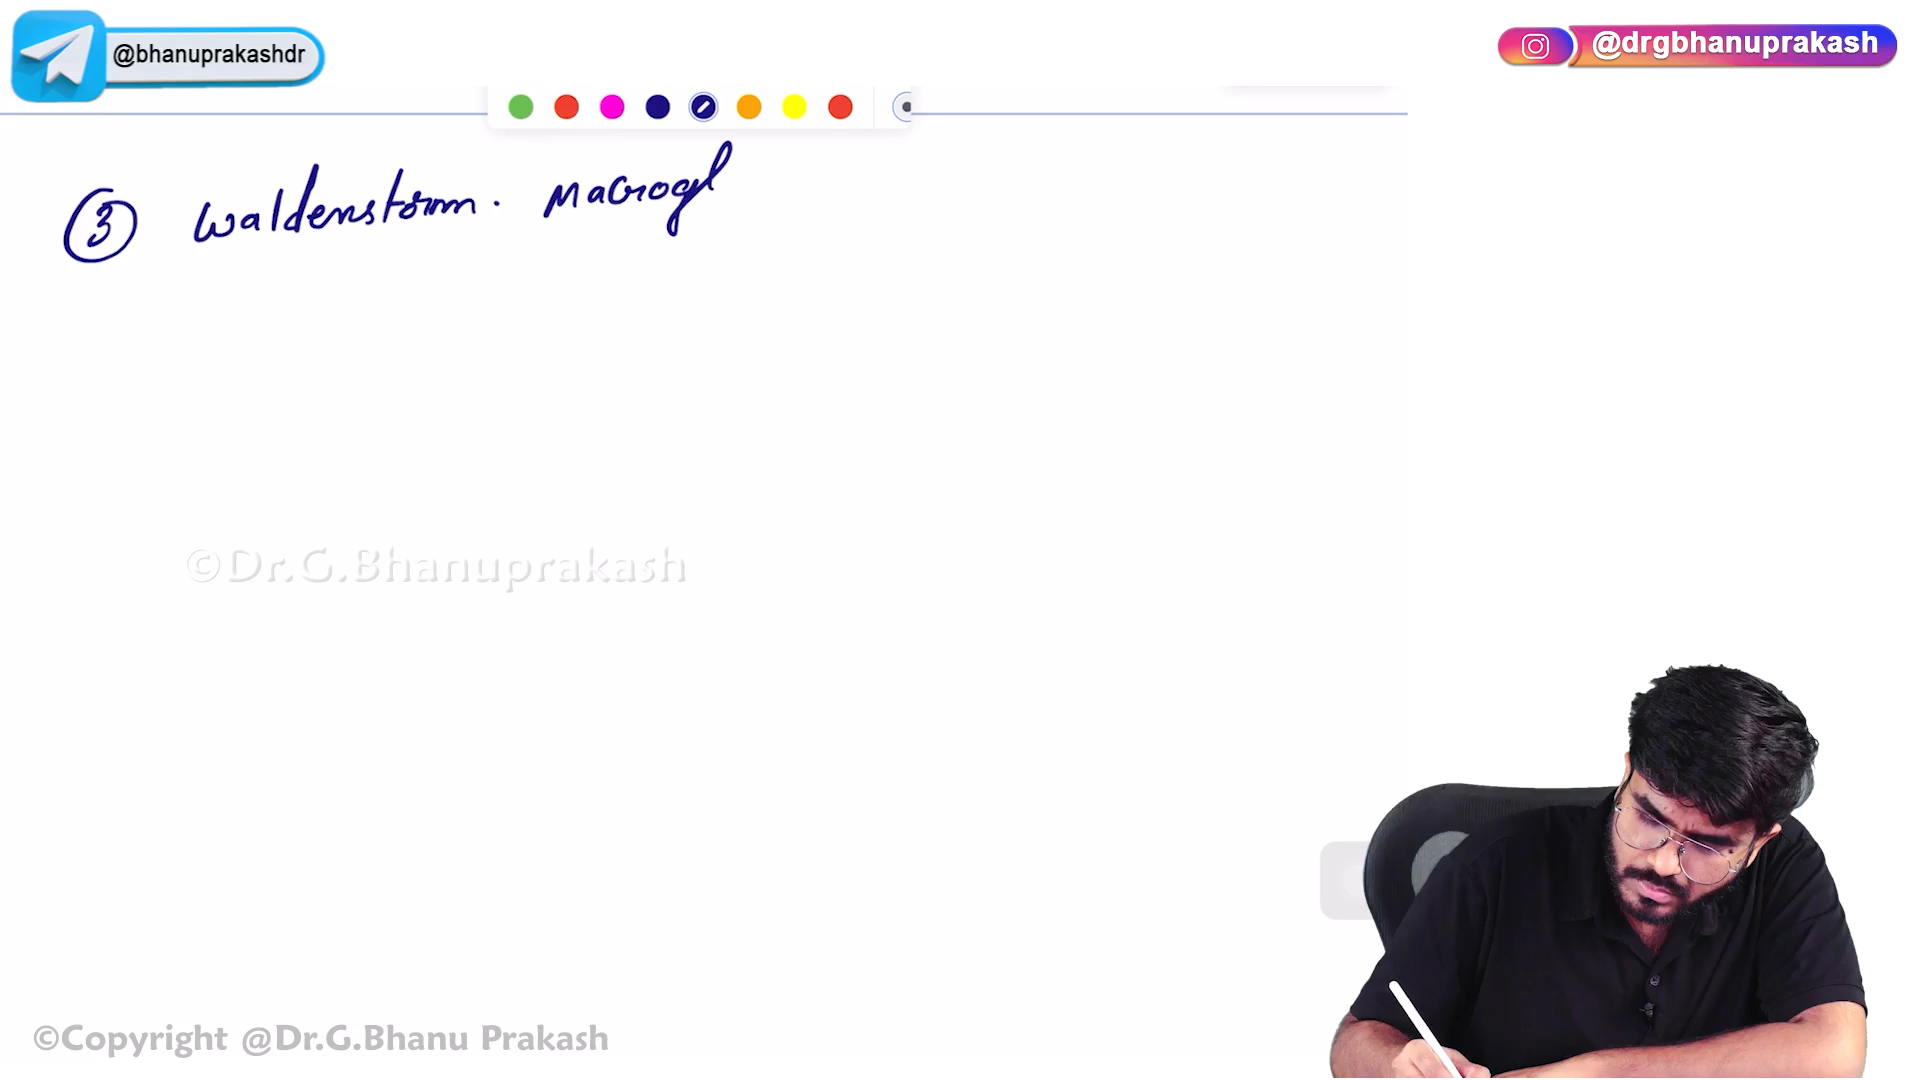 @bhanuprakashdr
@drgbhanuprakash
③ Waldenstrom. Macrogl
©Dr.G.Bhanuprakash
©Copyright @Dr.G.Bhanu Prakash